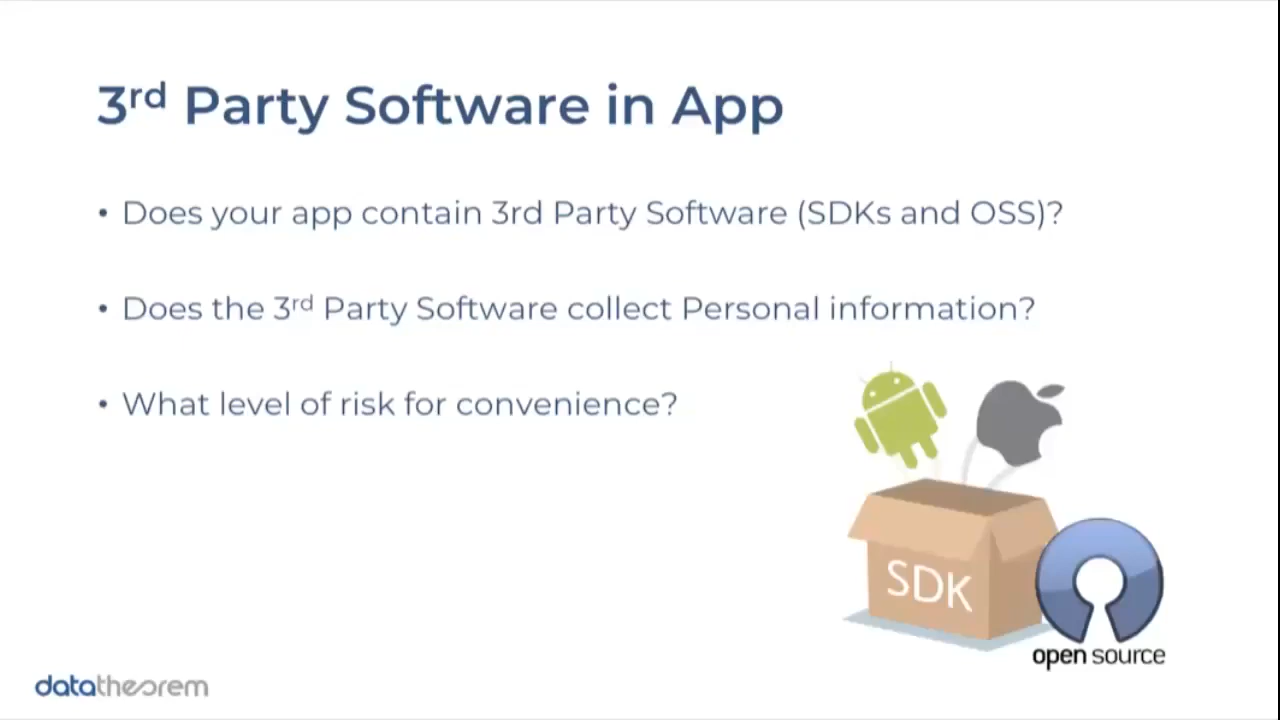 3rd Party Software in App
• Does your app contain 3rd Party Software (SDKs and OSS)?
• Does the 3rd Party Software collect Personal information?
• What level of risk for convenience?
SDK
open source
datatheorem